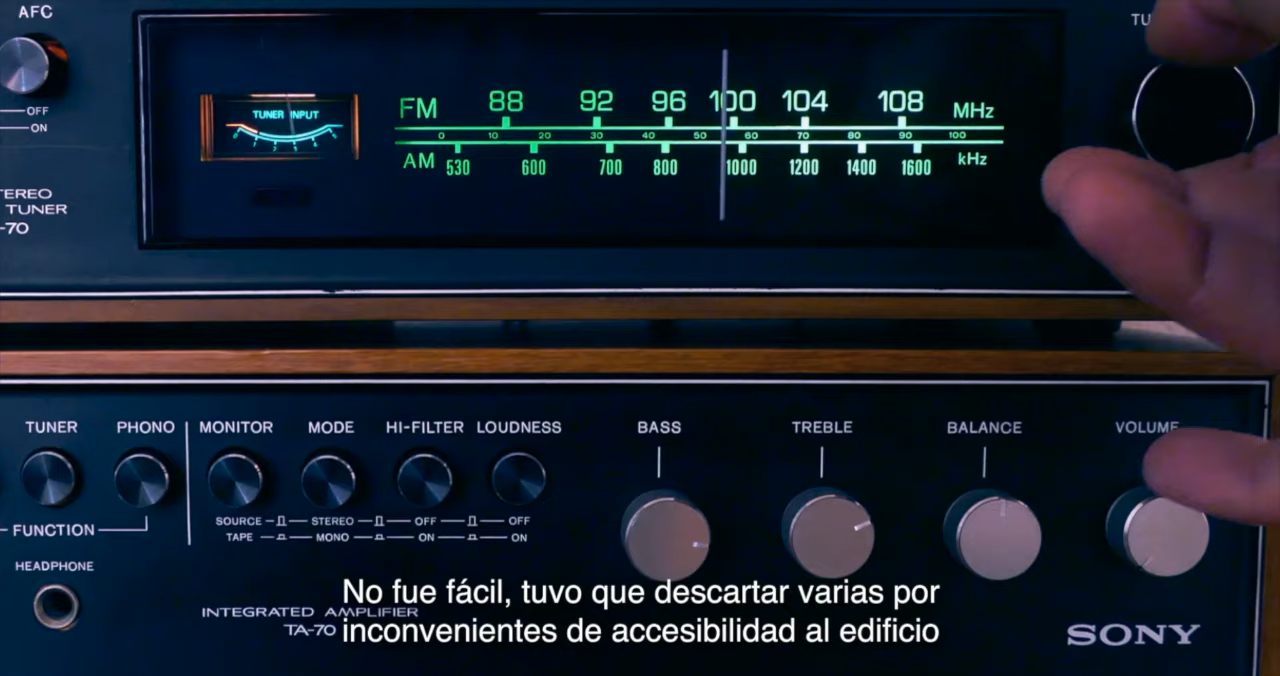 AFC
TU
OFF
ON
TUNER INPUT
FM 88 92 96 100 104 108 MHz
0 10 20 30 40 50 60 70 80 90 100
AM 530 600 700 800 1000 1200 1400 1600 kHz
EREO
TUNER
-70
TUNER PHONO MONITOR MODE HI-FILTER LOUDNESS BASS TREBLE BALANCE VOLUME
SOURCE STEREO OFF OFF
TAPE MONO ON ON
FUNCTION
HEADPHONE
INTEGRATED AMPLIFIER
TA-70
SONY
No fue fácil, tuvo que descartar varias por
inconvenientes de accesibilidad al edificio